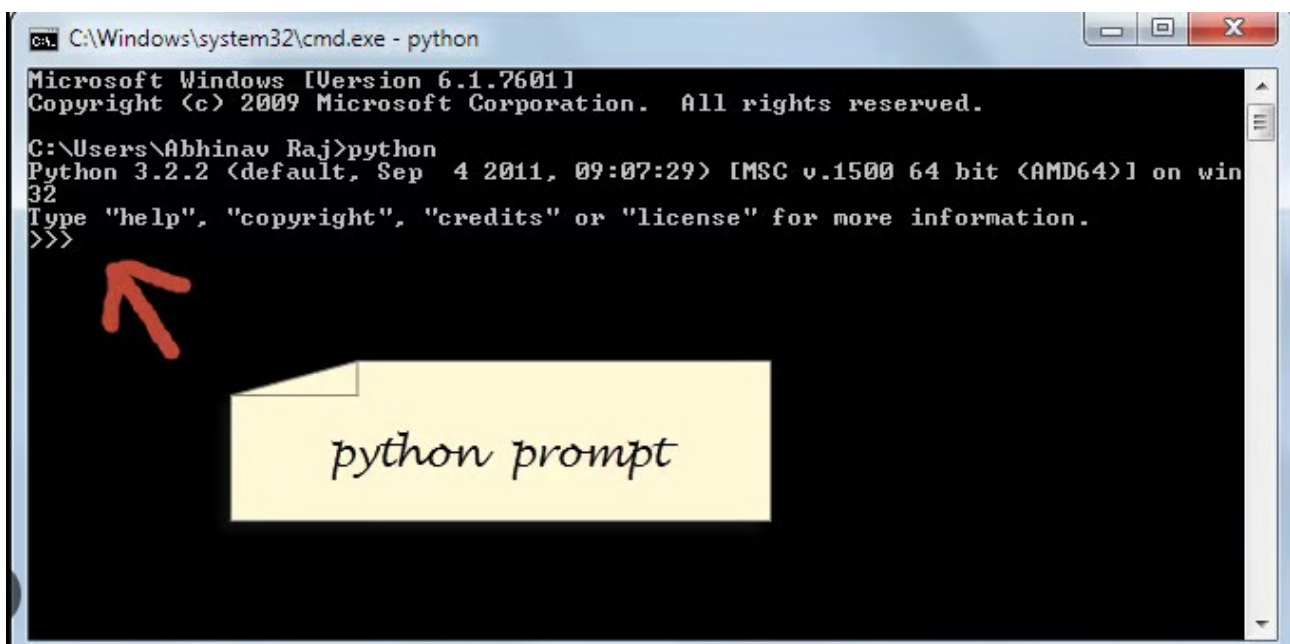 C:\Windows\system32\cmd.exe - python
Microsoft Windows [Version 6.1.7601]
Copyright (c) 2009 Microsoft Corporation.  All rights reserved.
C:\Users\Abhinav Raj>python
Python 3.2.2 (default, Sep  4 2011, 09:07:29) [MSC v.1500 64 bit (AMD64)] on win
32
Type "help", "copyright", "credits" or "license" for more information.
>>>
python prompt